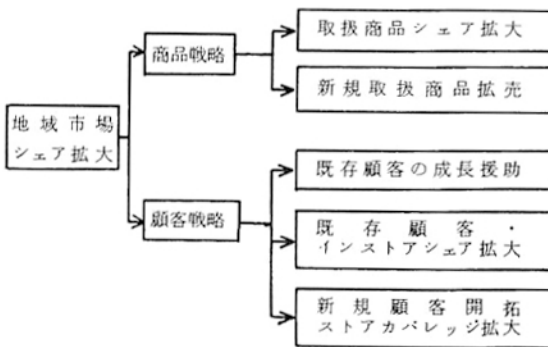 取扱商品シェア拡大
商品戦略
新規取扱商品拡売
地域市場
シェア拡大
既存顧客の成長援助
顧客戦略
既存顧客・
インストアシェア拡大
新規顧客開拓
ストアカバレッジ拡大